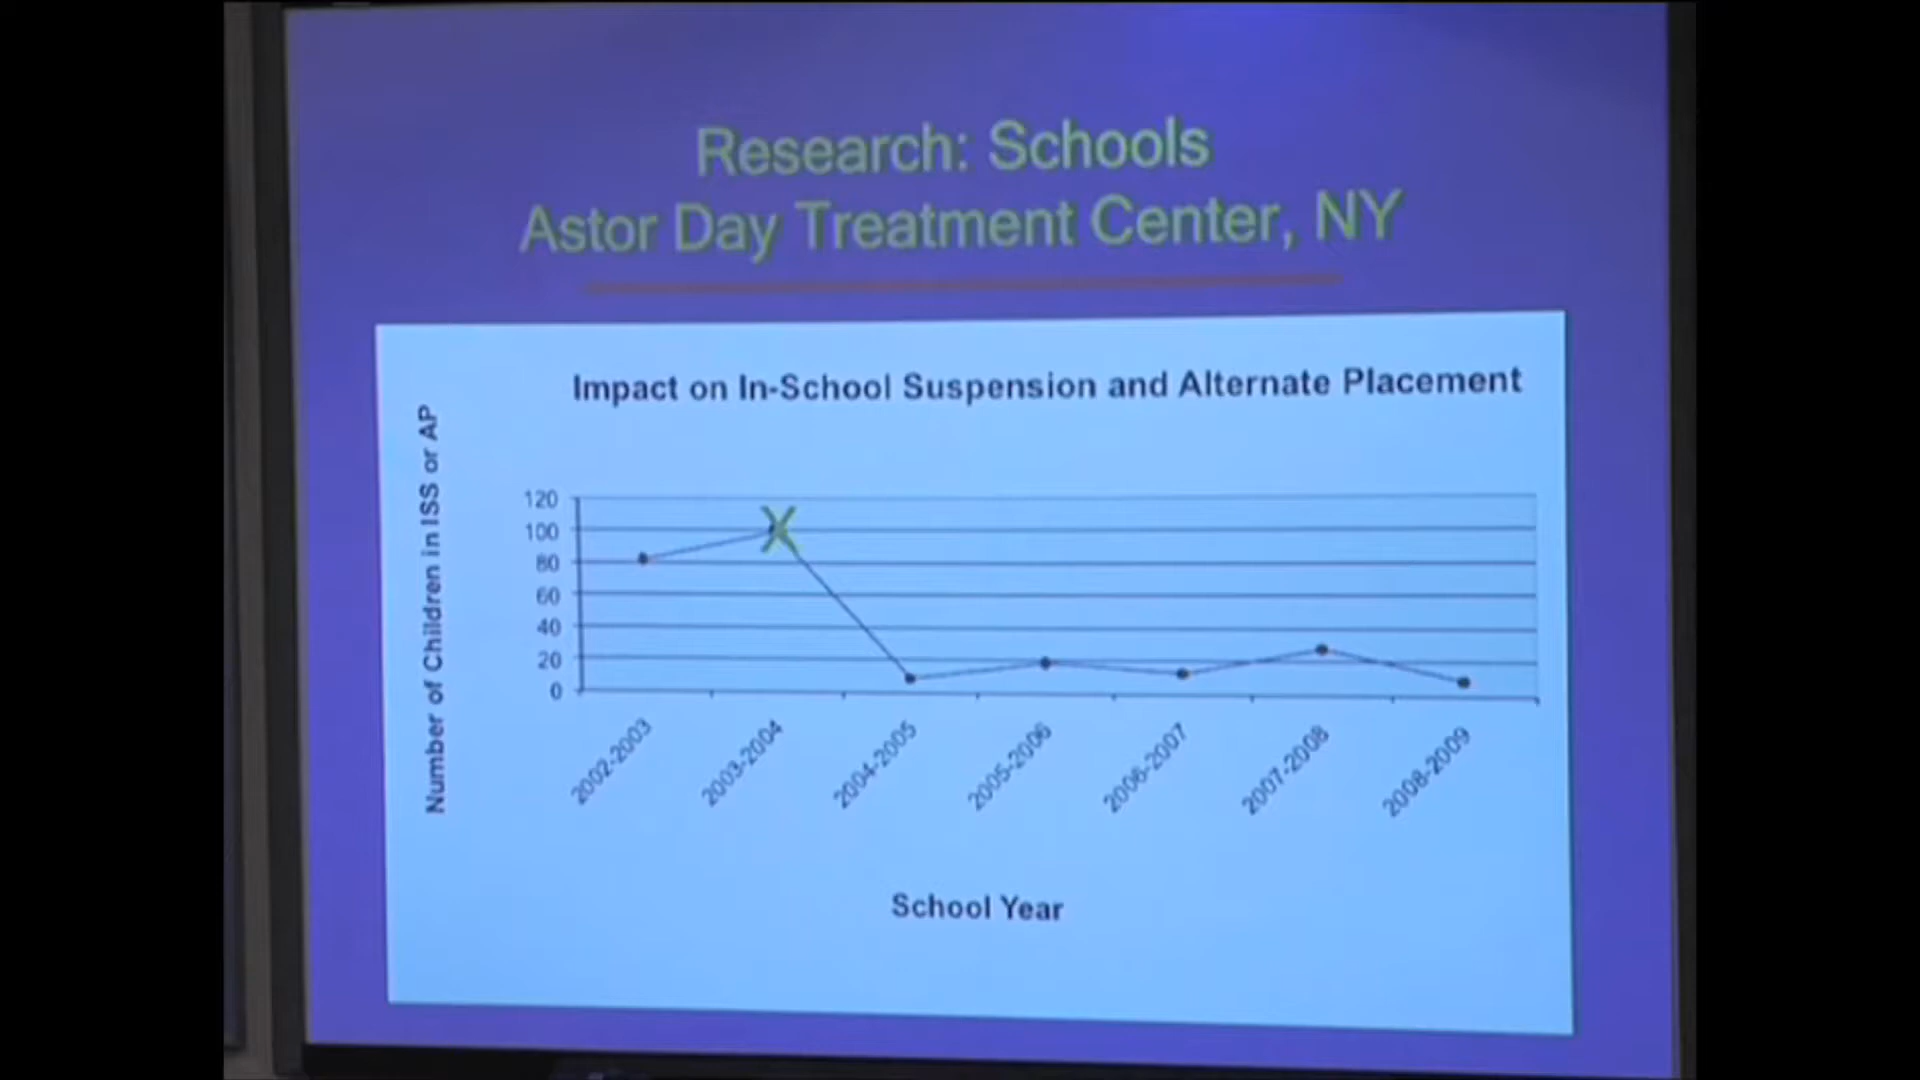 Research: Schools
Astor Day Treatment Center, NY
Impact on In-School Suspension and Alternate Placement
Number of Children in ISS or AP
120
100
80
60
40
20
0
X
2002-2003
2003-2004
2004-2005
2005-2006
2006-2007
2007-2008
2008-2009
School Year